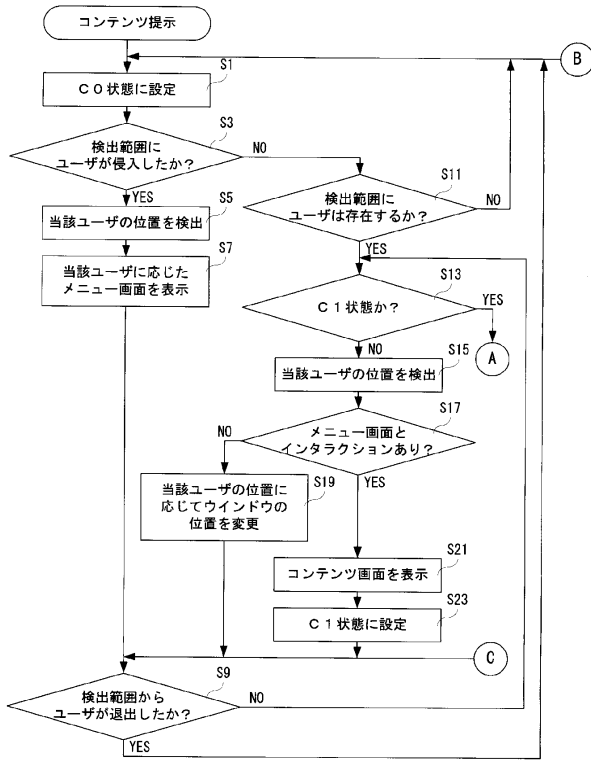 コンテンツ提示
B
S1
C0状態に設定
S3
検出範囲に
ユーザが侵入したか？
NO
YES
S11
検出範囲に
ユーザは存在するか？
NO
YES
S5
当該ユーザの位置を検出
S7
当該ユーザに応じた
メニュー画面を表示
S13
C1状態か？
YES
A
NO
S15
当該ユーザの位置を検出
S17
メニュー画面と
インタラクションあり？
NO
YES
S19
当該ユーザの位置に
応じてウインドウの
位置を変更
S21
コンテンツ画面を表示
S23
C1状態に設定
C
S9
検出範囲から
ユーザが退出したか？
NO
YES